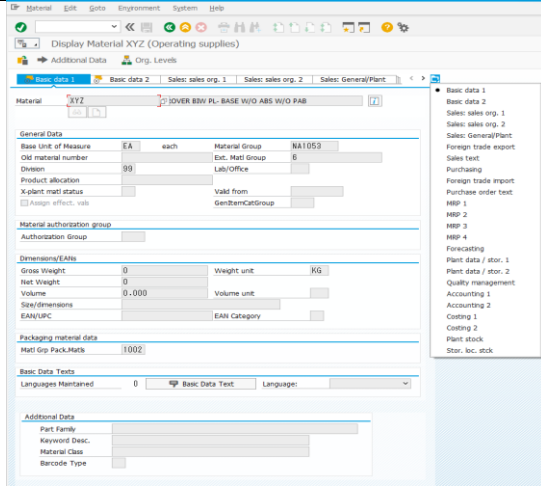 Material Edit Goto Environment System Help
Display Material XYZ (Operating supplies)
Additional Data Org. Levels
Basic data 1 Basic data 2 Sales: sales org. 1 Sales: sales org. 2 Sales: General/Plant
Material XYZ OVER BIW PL- BASE W/O ABS W/O PAB
General Data
Base Unit of Measure EA each Material Group NAI053
Old material number Ext. Matl Group 6
Division 99 Lab/Office
Product allocation
X-plant matl status Valid from
Assign effect. vals GenItemCatGroup
Material authorization group
Authorization Group
Dimensions/EANs
Gross Weight 0 Weight unit KG
Net Weight 0
Volume 0.000 Volume unit
Size/dimensions
EAN/UPC EAN Category
Packaging material data
Matl Grp Pack.Matls 1002
Basic Data Texts
Languages Maintained 0 Basic Data Text Language:
Additional Data
Part Family
Keyword Desc.
Material Class
Barcode Type
Basic data 1
Basic data 2
Sales: sales org. 1
Sales: sales org. 2
Sales: General/Plant
Foreign trade export
Sales text
Purchasing
Foreign trade import
Purchase order text
MRP 1
MRP 2
MRP 3
MRP 4
Forecasting
Plant data / stor. 1
Plant data / stor. 2
Quality management
Accounting 1
Accounting 2
Costing 1
Costing 2
Plant stock
Stor. loc. stck